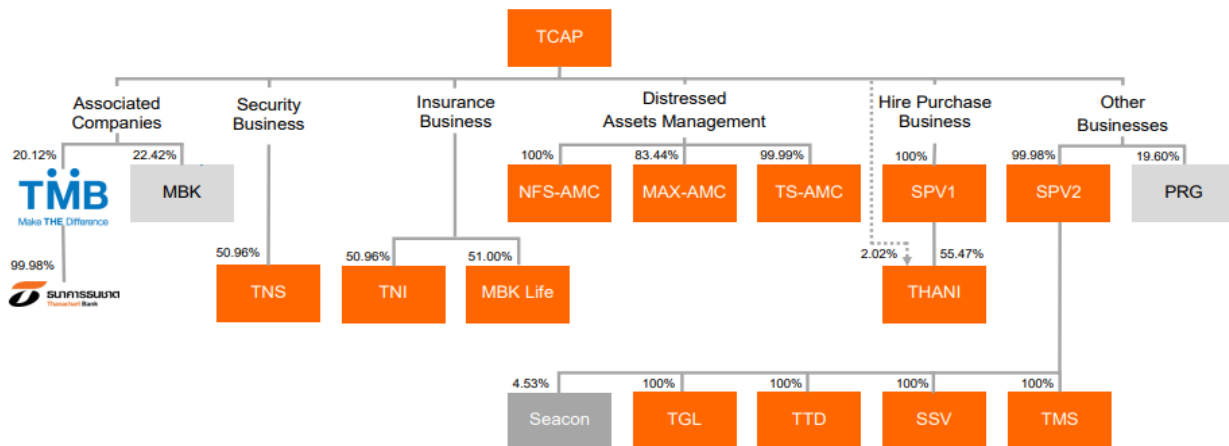 TCAP
Associated
Companies
Security
Business
Insurance
Business
Distressed
Assets Management
Hire Purchase
Business
Other
Businesses
20.12%
22.42%
100%
83.44%
99.99%
100%
99.98%
19.60%
TMB
Make THE Difference
MBK
NFS-AMC
MAX-AMC
TS-AMC
SPV1
SPV2
PRG
99.98%
50.96%
50.96%
51.00%
2.02%
55.47%
ธนาคารธนชาต
Thanachart Bank
TNS
TNI
MBK Life
THANI
4.53%
100%
100%
100%
100%
Seacon
TGL
TTD
SSV
TMS